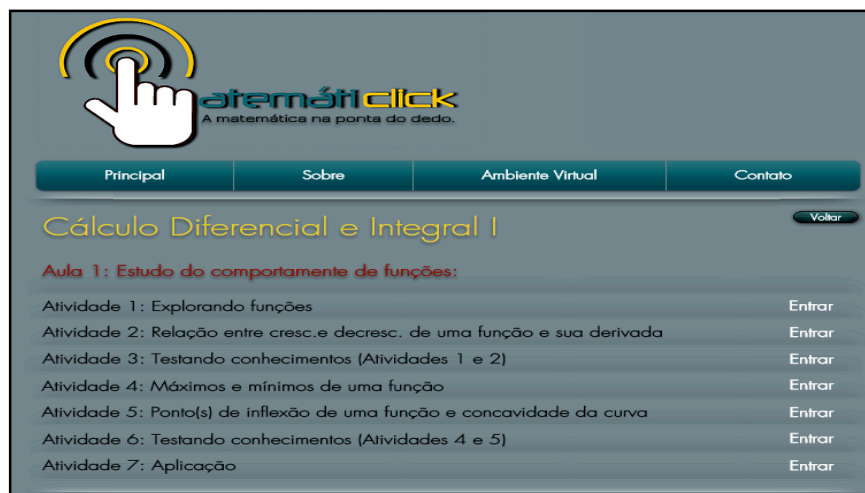 atemáticlick
A matemática na ponta do dedo.
Principal Sobre Ambiente Virtual Contato
Cálculo Diferencial e Integral I Voltar
Aula 1: Estudo do comportamente de funções:
Atividade 1: Explorando funções Entrar
Atividade 2: Relação entre cresc.e decresc. de uma função e sua derivada Entrar
Atividade 3: Testando conhecimentos (Atividades 1 e 2) Entrar
Atividade 4: Máximos e mínimos de uma função Entrar
Atividade 5: Ponto(s) de inflexão de uma função e concavidade da curva Entrar
Atividade 6: Testando conhecimentos (Atividades 4 e 5) Entrar
Atividade 7: Aplicação Entrar